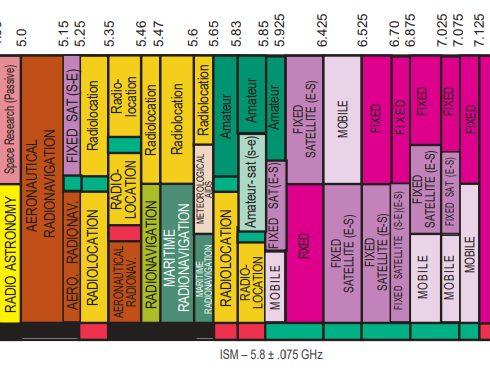 5.0
5.15
5.25
5.35
5.46
5.47
5.6
5.65
5.83
5.85
5.925
6.425
6.525
6.70
6.875
7.025
7.075
7.125
Space Research (Passive)
RADIO ASTRONOMY
AERONAUTICAL
RADIONAVIGATION
FIXED SAT (S-E)
AERO. RADIONAV.
Radiolocation
RADIOLOCATION
Radio-
location
RADIO-
LOCATION
AERONAUTICAL
RADIONAV.
Radiolocation
RADIONAVIGATION
Radiolocation
MARITIME
RADIONAVIGATION
Radiolocation
METEOROLOGICAL
AIDS
MARITIME
RADIONAVIGATION
Amateur
RADIOLOCATION
Amateur
Amateur-sat (s-e)
RADIO-
LOCATION
Amateur
FIXED SAT(E-S)
MOBILE
FIXED
SATELLITE (E-S)
FIXED
MOBILE
FIXED
SATELLITE (E-S)
FIXED
FIXED
SATELLITE (E-S)
FIXED
FIXED SATELLITE (S-E)(E-S)
FIXED
FIXED
SATELLITE (E-S)
MOBILE
FIXED
FIXED SAT (E-S)
MOBILE
FIXED
MOBILE
ISM – 5.8 ± .075 GHz